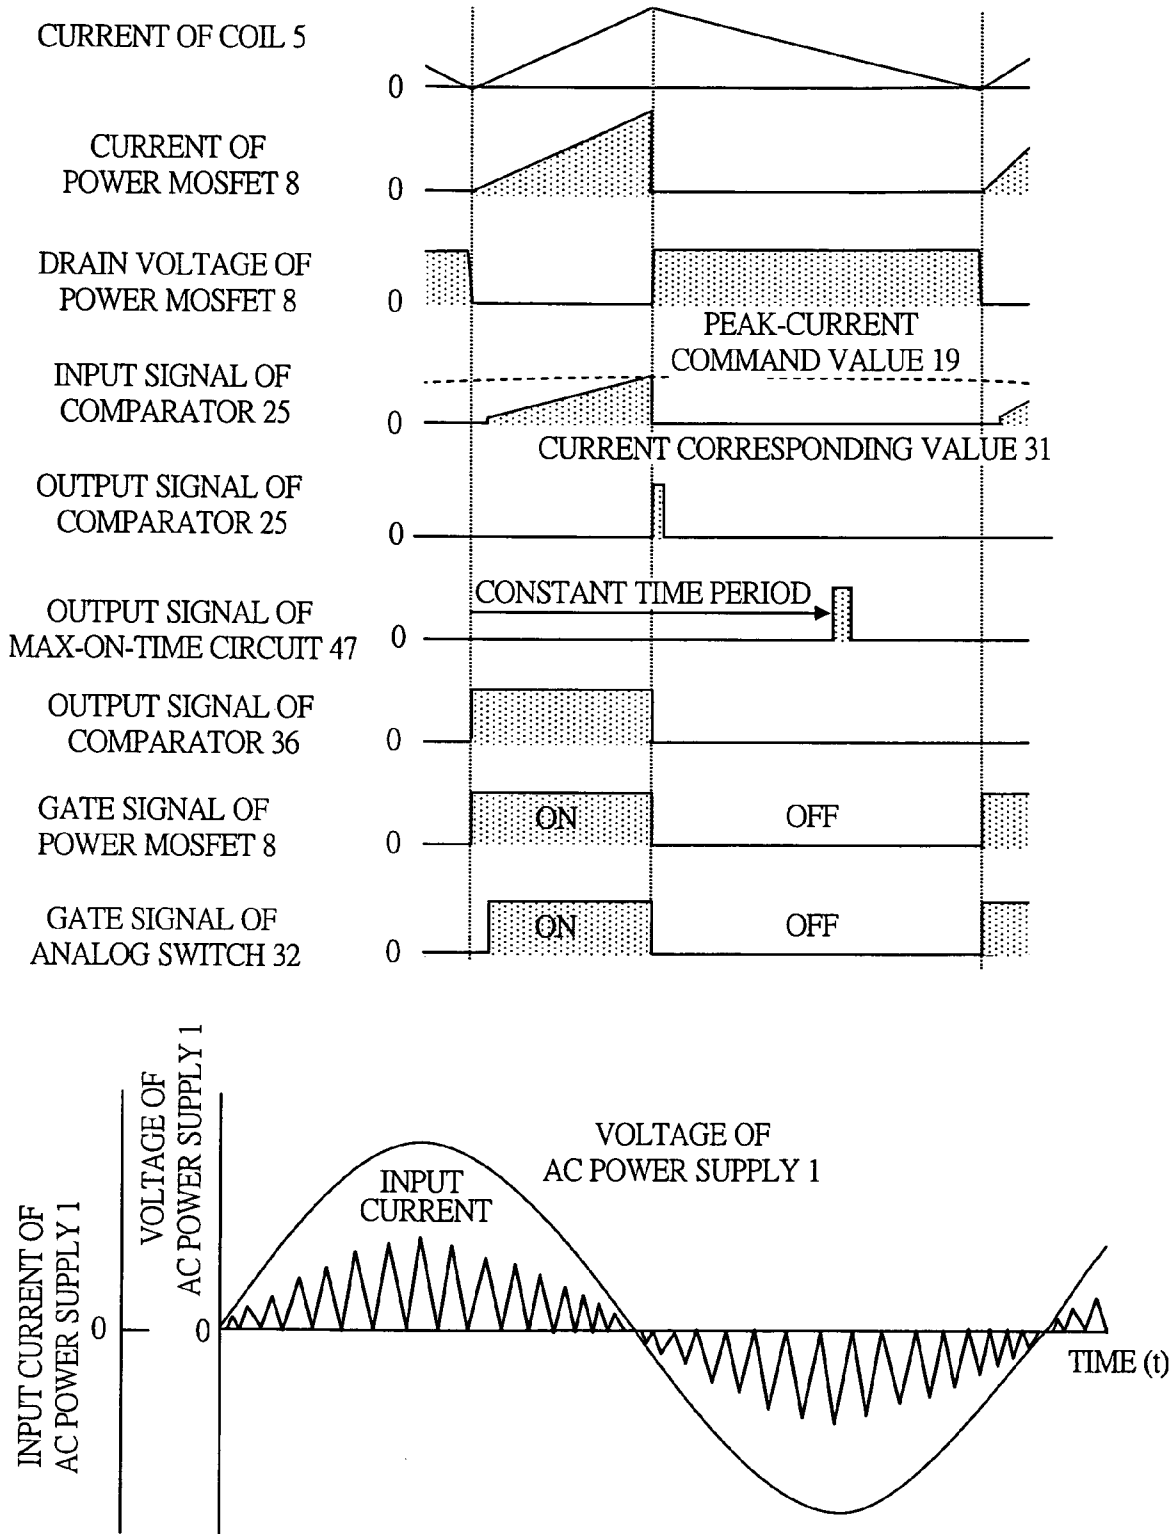 CURRENT OF COIL 5
0
CURRENT OF
POWER MOSFET 8
0
DRAIN VOLTAGE OF
POWER MOSFET 8
0
PEAK-CURRENT
COMMAND VALUE 19
INPUT SIGNAL OF
COMPARATOR 25
0
CURRENT CORRESPONDING VALUE 31
OUTPUT SIGNAL OF
COMPARATOR 25
0
CONSTANT TIME PERIOD
OUTPUT SIGNAL OF
MAX-ON-TIME CIRCUIT 47
0
OUTPUT SIGNAL OF
COMPARATOR 36
0
GATE SIGNAL OF
POWER MOSFET 8
0
ON
OFF
GATE SIGNAL OF
ANALOG SWITCH 32
0
ON
OFF
INPUT CURRENT OF
AC POWER SUPPLY 1
0
VOLTAGE OF
AC POWER SUPPLY 1
0
INPUT
CURRENT
VOLTAGE OF
AC POWER SUPPLY 1
TIME (t)